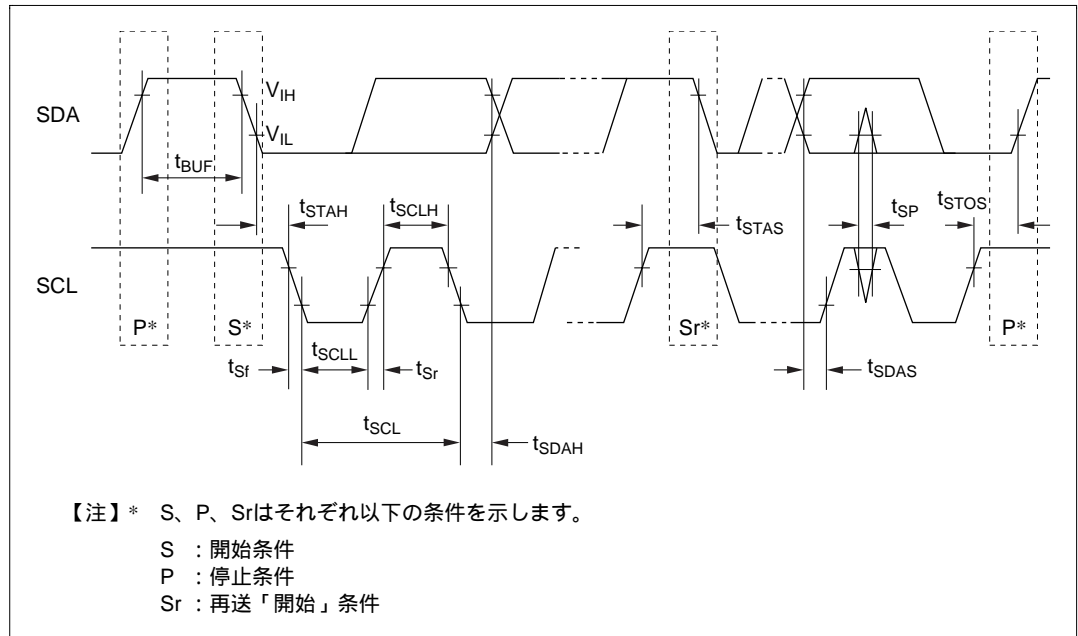 SDA
V_IH
V_IL
t_BUF
t_STAH
t_SCLH
t_STAS
t_SP
t_STOS
SCL
P*
S*
Sr*
P*
t_Sf
t_SCLL
t_Sr
t_SDAS
t_SCL
t_SDAH
【注】* S、P、Srはそれぞれ以下の条件を示します。
S :開始条件
P :停止条件
Sr :再送「開始」条件